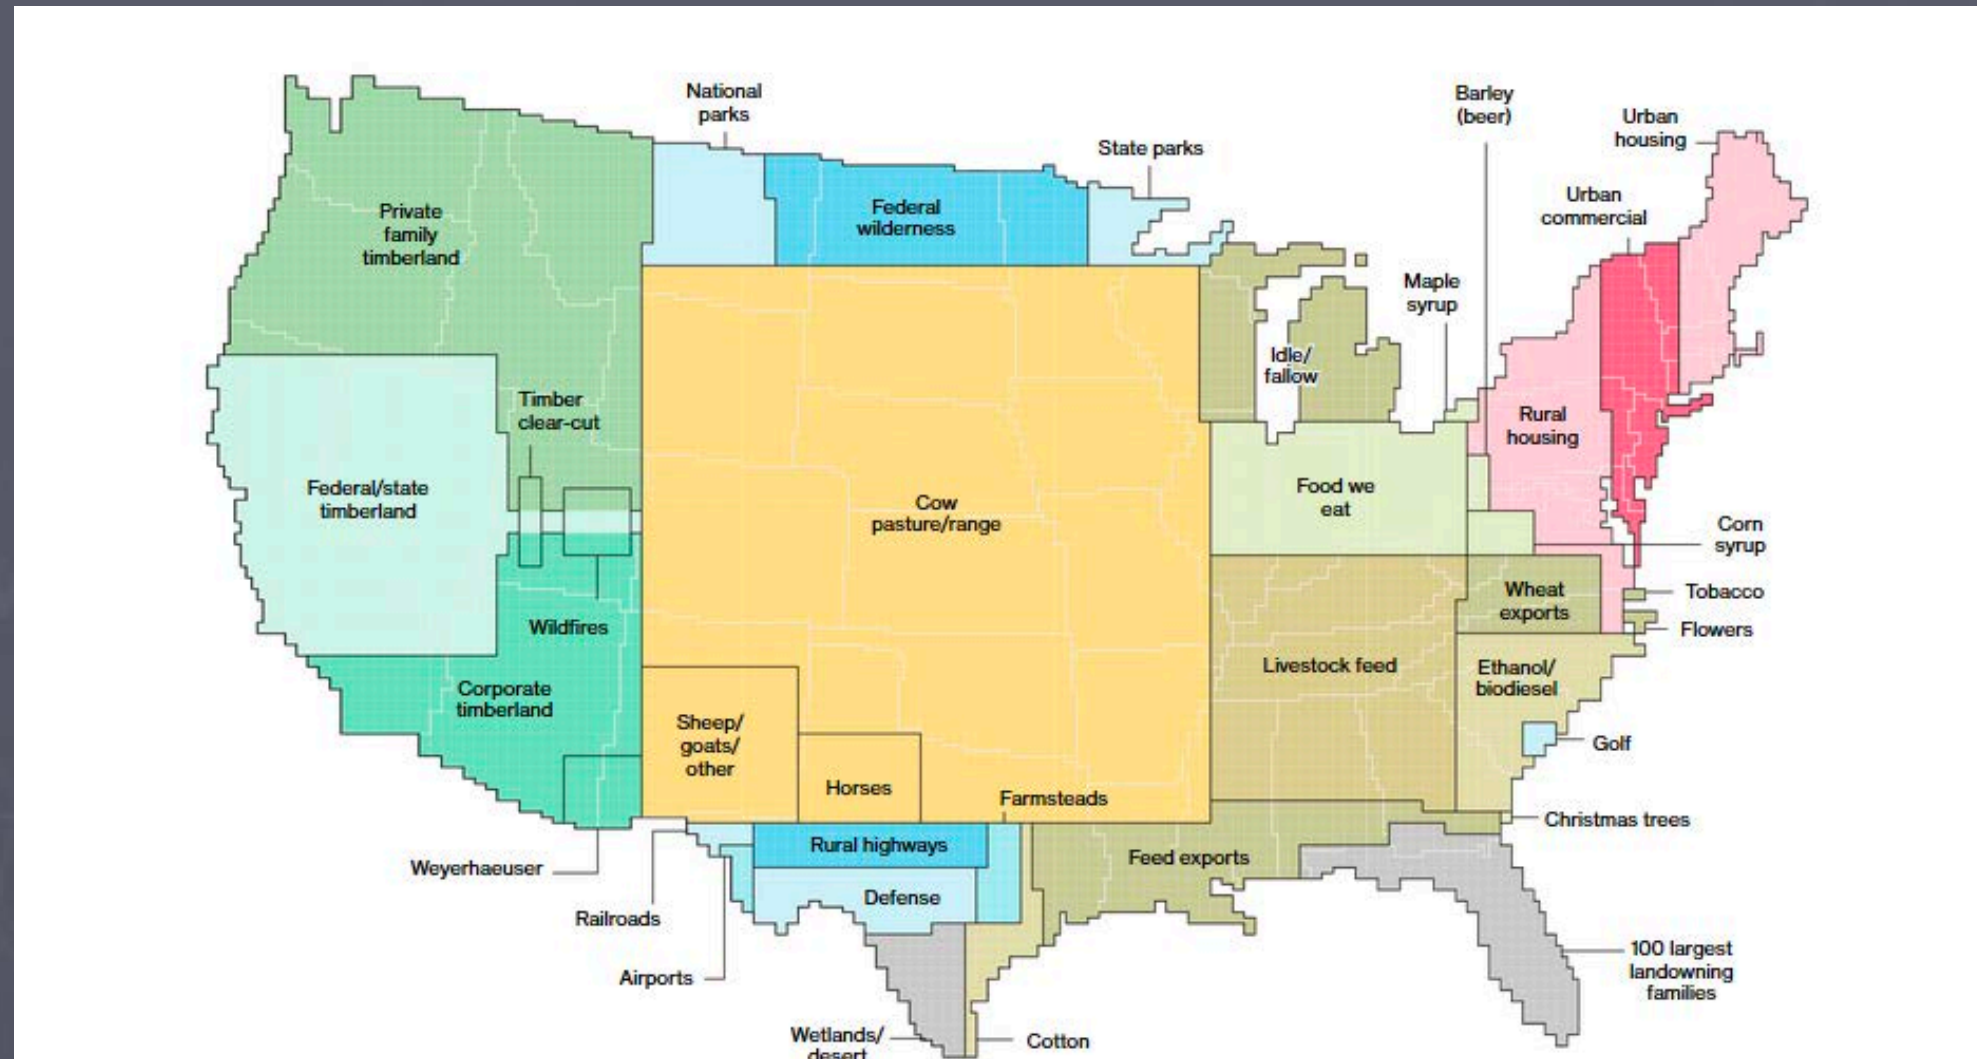 National
parks
State parks
Barley
(beer)
Urban
housing
Urban
commercial
Private
family
timberland
Federal
wilderness
Maple
syrup
Idle/
fallow
Timber
clear-cut
Rural
housing
Federal/state
timberland
Cow
pasture/range
Food we
eat
Corn
syrup
Wheat
exports
Tobacco
Wildfires
Flowers
Livestock feed
Ethanol/
biodiesel
Corporate
timberland
Sheep/
goats/
other
Golf
Horses
Farmsteads
Christmas trees
Rural highways
Feed exports
Weyerhaeuser
Defense
Railroads
100 largest
landowning
families
Airports
Wetlands/
desert
Cotton